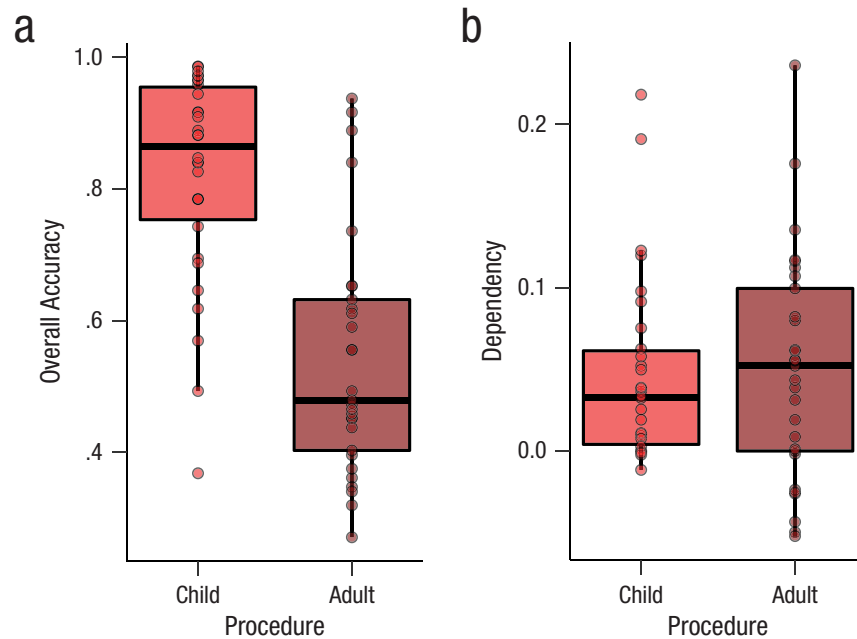 a
1.0
.8
.6
.4
Overall Accuracy
Child
Adult
Procedure
b
0.2
0.1
0.0
Dependency
Child
Adult
Procedure